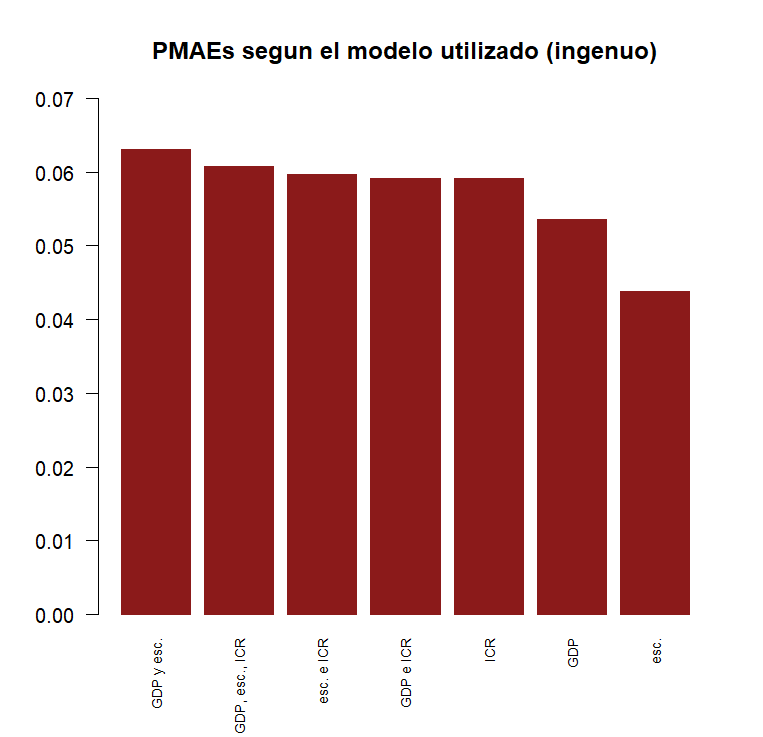 PMAEs segun el modelo utilizado (ingenuo)
0.07
0.06
0.05
0.04
0.03
0.02
0.01
0.00
GDP y esc.
GDP, esc., ICR
esc. e ICR
GDP e ICR
ICR
GDP
esc.